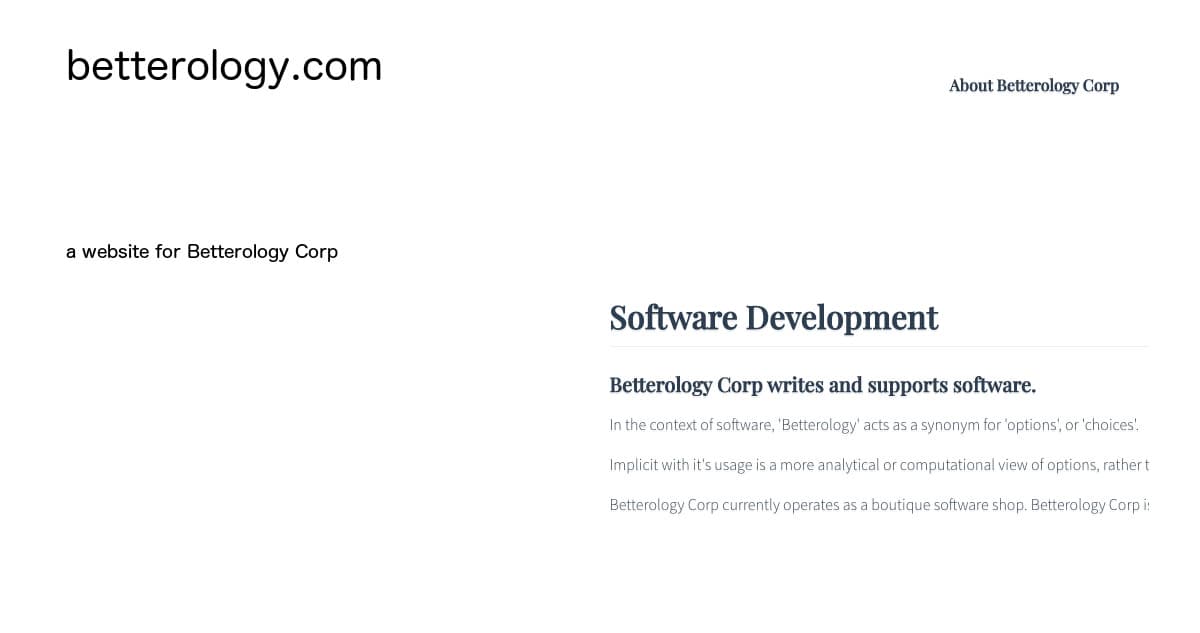 betterology.com
About Betterology Corp
a website for Betterology Corp
Software Development
Betterology Corp writes and supports software.
In the context of software, 'Betterology' acts as a synonym for 'options', or 'choices'.
Implicit with it's usage is a more analytical or computational view of options, rather
Betterology Corp currently operates as a boutique software shop. Betterology Corp